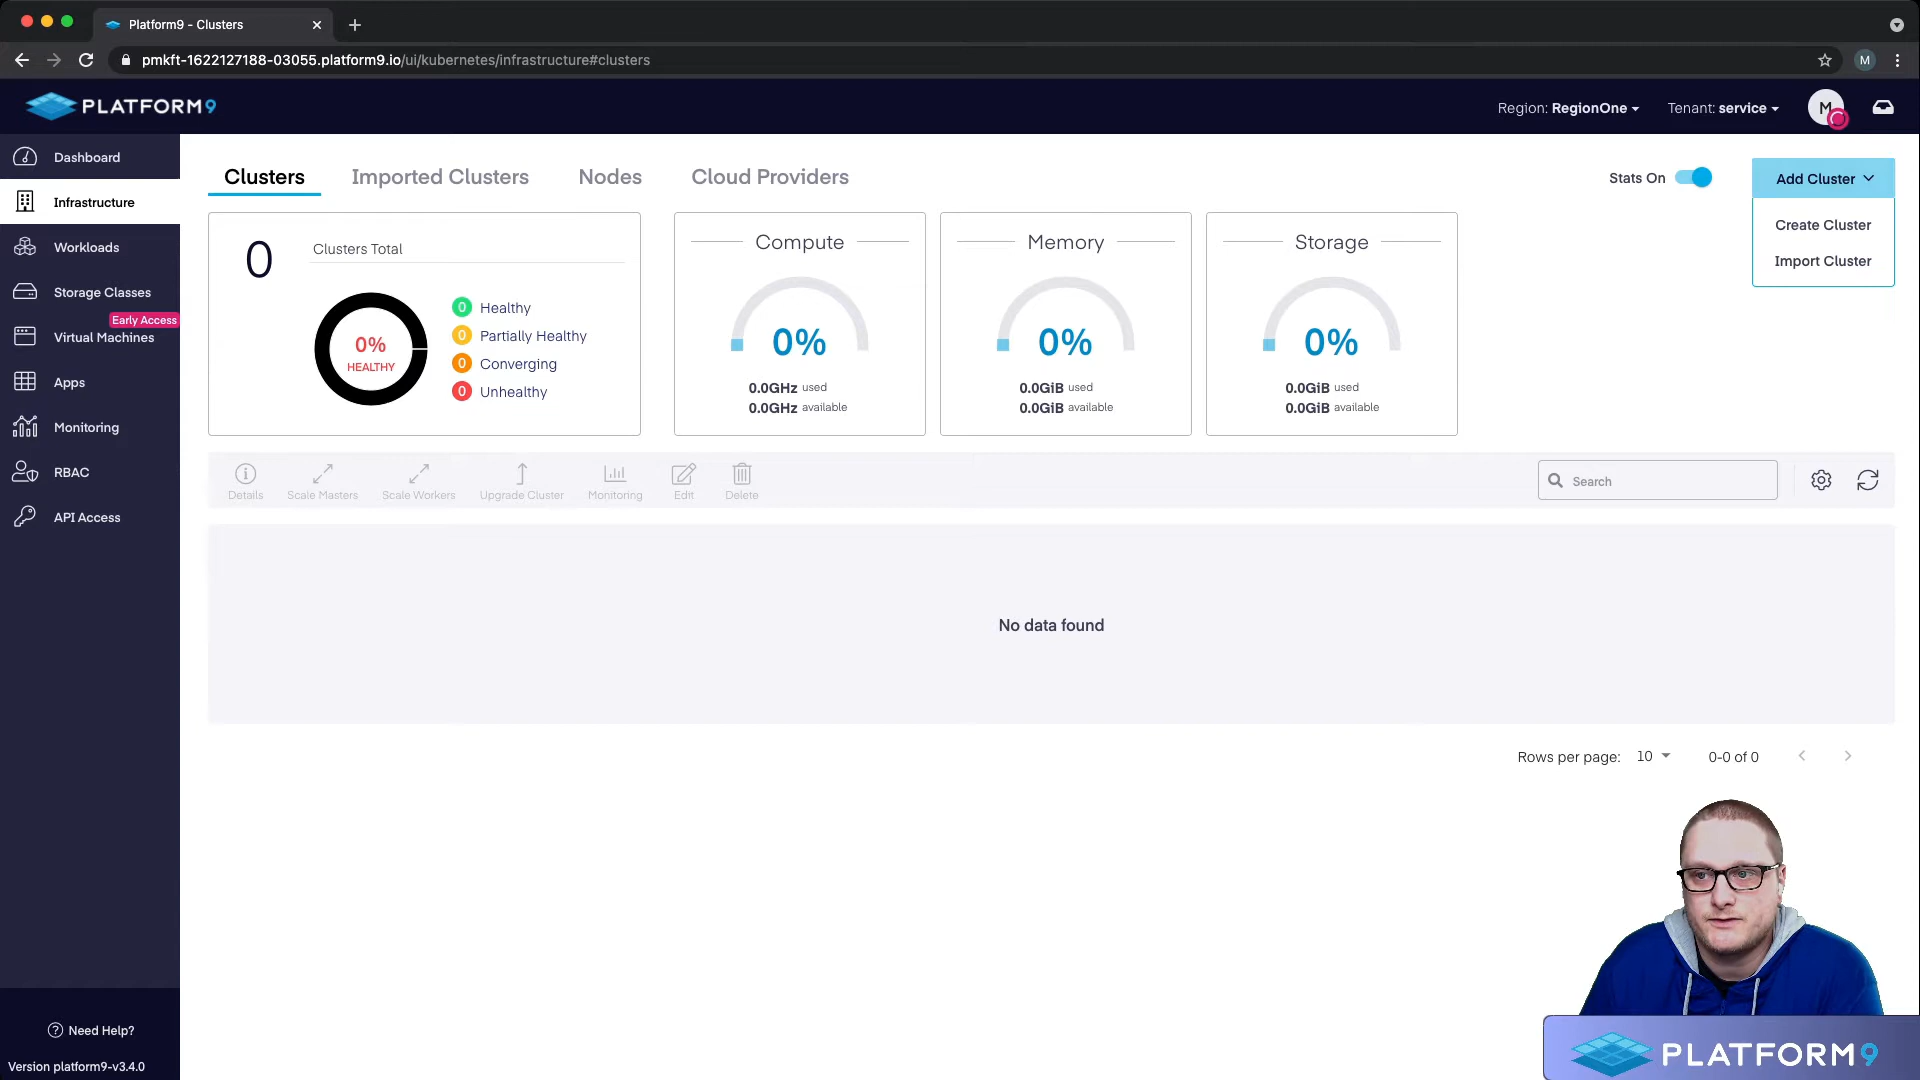 Platform9 - Clusters
pmkft-1622127188-03055.platform9.io/ui/kubernetes/infrastructure#clusters
M
PLATFORM9
Region: RegionOne
Tenant: service
M
Dashboard
Infrastructure
Workloads
Storage Classes
Early Access
Virtual Machines
Apps
Monitoring
RBAC
API Access
Need Help?
Version platform9-v3.4.0
Clusters
Imported Clusters
Nodes
Cloud Providers
Stats On
Add Cluster
Create Cluster
Import Cluster
0
Clusters Total
0%
HEALTHY
0 Healthy
0 Partially Healthy
0 Converging
0 Unhealthy
Compute
0%
0.0GHz used
0.0GHz available
Memory
0%
0.0GiB used
0.0GiB available
Storage
0%
0.0GiB used
0.0GiB available
Details
Scale Masters
Scale Workers
Upgrade Cluster
Monitoring
Edit
Delete
Search
No data found
Rows per page: 10
0-0 of 0
PLATFORM9